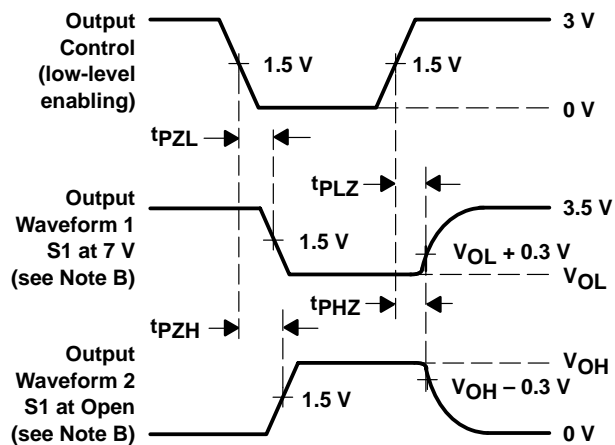 Output
Control
(low-level
enabling)
3 V
1.5 V
1.5 V
0 V
tPZL
tPLZ
Output
Waveform 1
S1 at 7 V
(see Note B)
3.5 V
1.5 V
VOL + 0.3 V
VOL
tPZH
tPHZ
Output
Waveform 2
S1 at Open
(see Note B)
VOH
1.5 V
VOH – 0.3 V
0 V